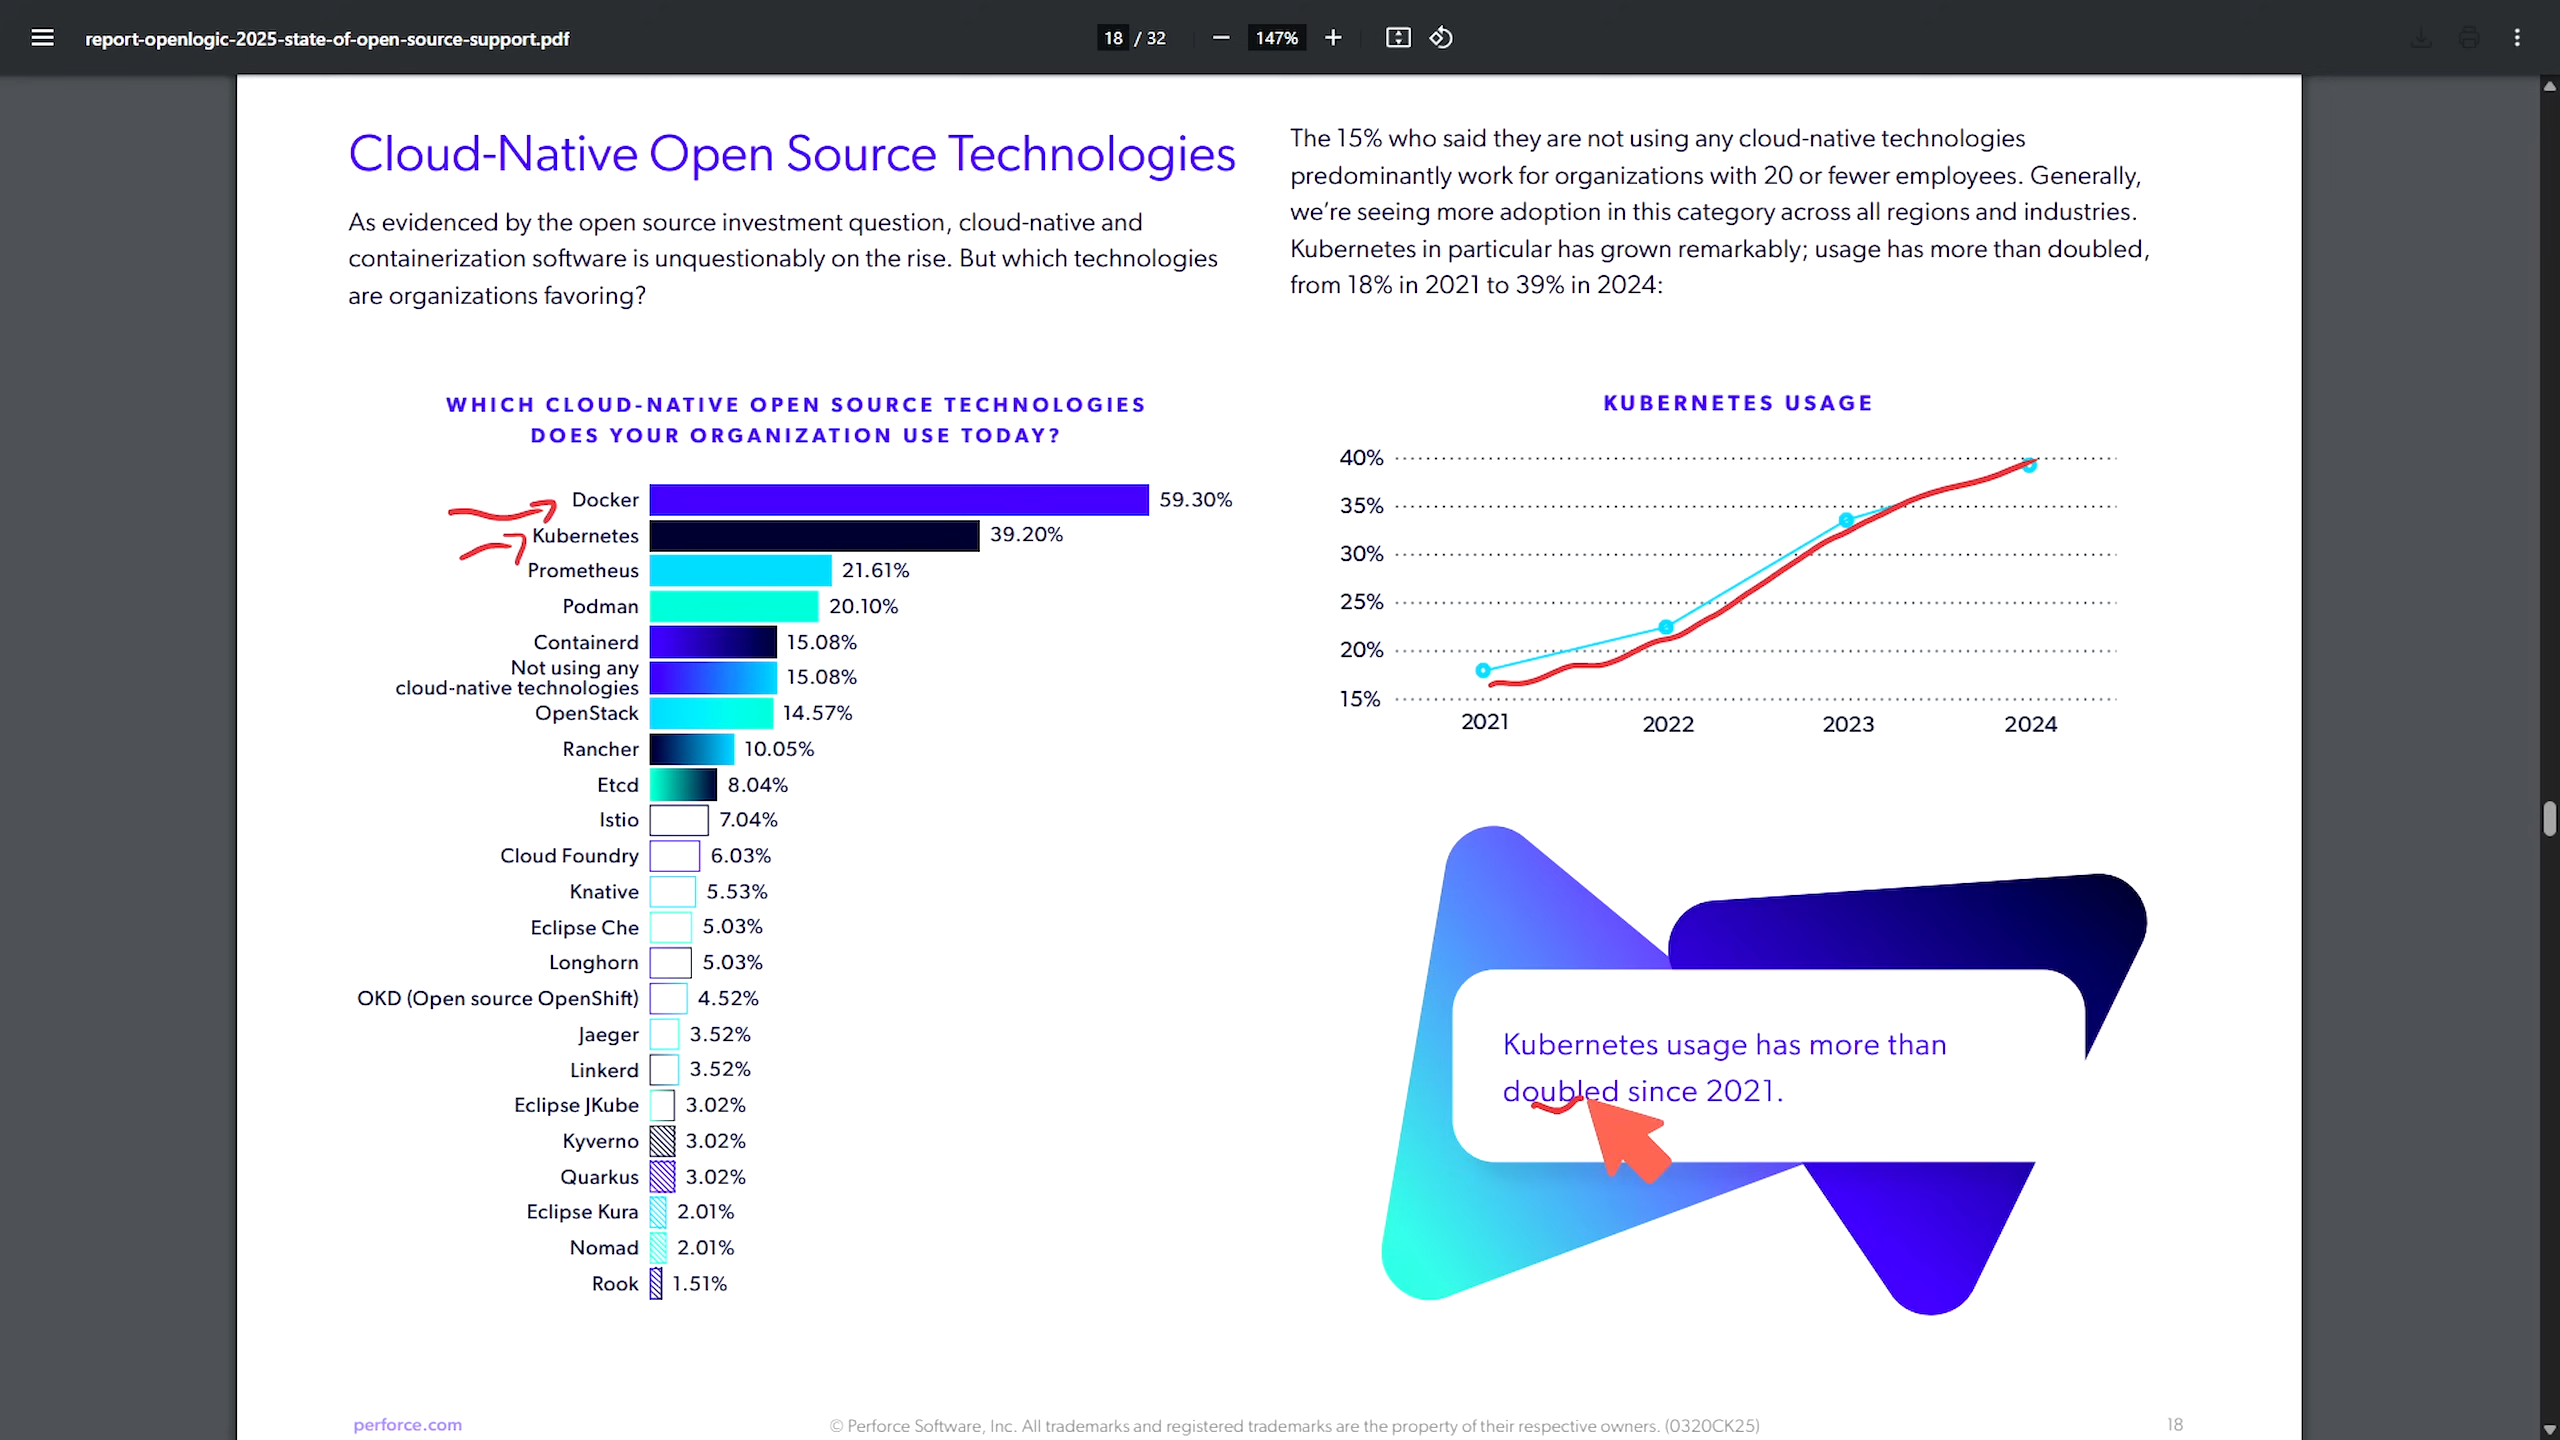 report-openlogic-2025-state-of-open-source-support.pdf
18 / 32
147%
Cloud-Native Open Source Technologies
As evidenced by the open source investment question, cloud-native and
containerization software is unquestionably on the rise. But which technologies
are organizations favoring?
The 15% who said they are not using any cloud-native technologies
predominantly work for organizations with 20 or fewer employees. Generally,
we’re seeing more adoption in this category across all regions and industries.
Kubernetes in particular has grown remarkably; usage has more than doubled,
from 18% in 2021 to 39% in 2024:
WHICH CLOUD-NATIVE OPEN SOURCE TECHNOLOGIES
DOES YOUR ORGANIZATION USE TODAY?
Docker 59.30%
Kubernetes 39.20%
Prometheus 21.61%
Podman 20.10%
Containerd 15.08%
Not using any
cloud-native technologies 15.08%
OpenStack 14.57%
Rancher 10.05%
Etcd 8.04%
Istio 7.04%
Cloud Foundry 6.03%
Knative 5.53%
Eclipse Che 5.03%
Longhorn 5.03%
OKD (Open source OpenShift) 4.52%
Jaeger 3.52%
Linkerd 3.52%
Eclipse JKube 3.02%
Kyverno 3.02%
Quarkus 3.02%
Eclipse Kura 2.01%
Nomad 2.01%
Rook 1.51%
KUBERNETES USAGE
40%
35%
30%
25%
20%
15%
2021 2022 2023 2024
Kubernetes usage has more than
doubled since 2021.
perforce.com
© Perforce Software, Inc. All trademarks and registered trademarks are the property of their respective owners. (0320CK25)
18